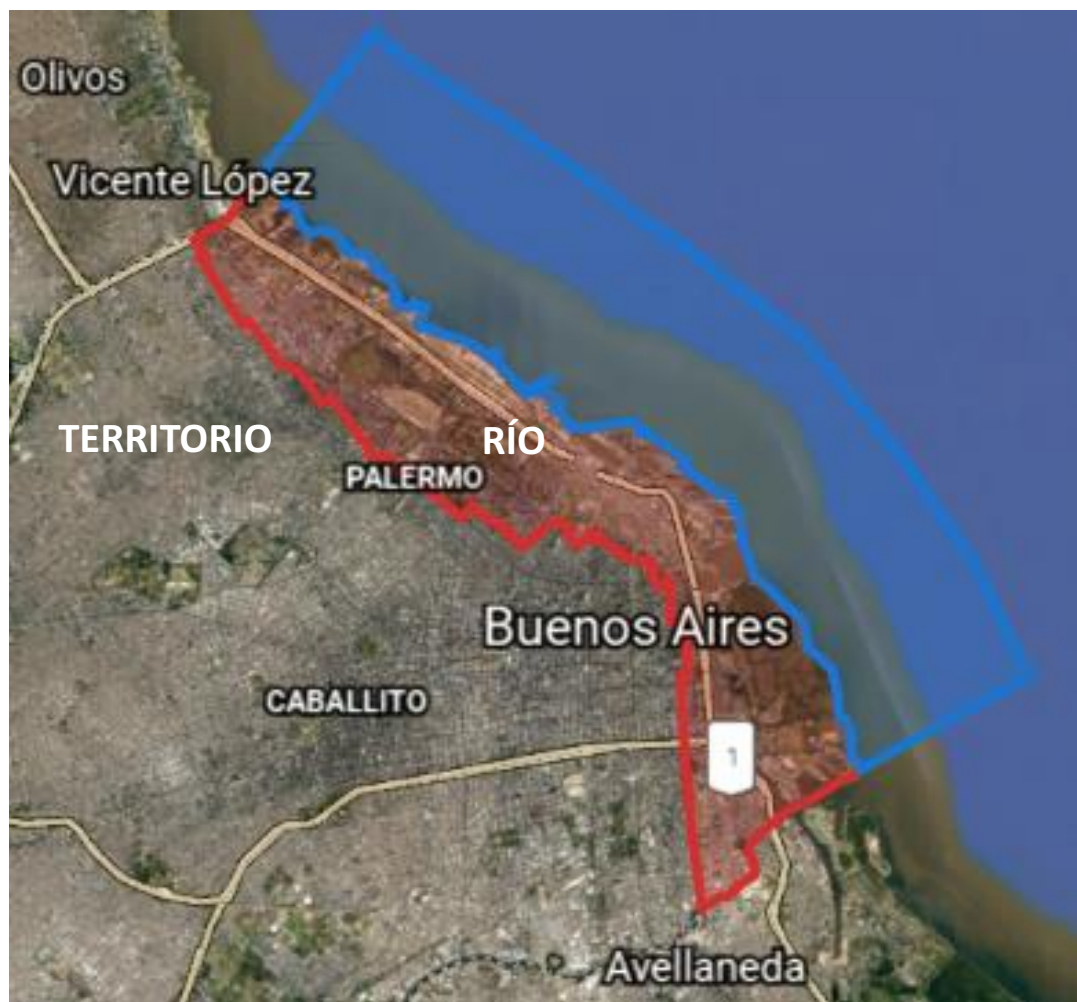 Olivos
Vicente López
TERRITORIO
RÍO
PALERMO
Buenos Aires
CABALLITO
1
Avellaneda